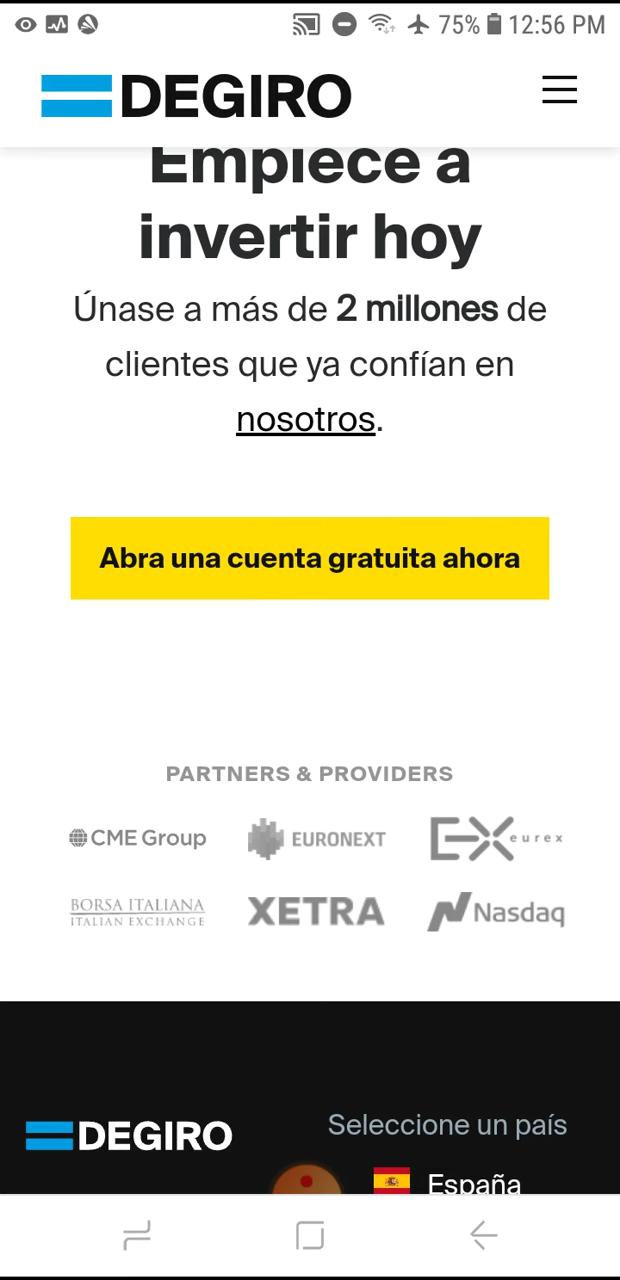 75% 12:56 PM
DEGIRO
Empiece a
invertir hoy
Únase a más de 2 millones de
clientes que ya confían en
nosotros.
Abra una cuenta gratuita ahora
PARTNERS & PROVIDERS
CME Group EURONEXT EX eurex
BORSA ITALIANA
ITALIAN EXCHANGE
XETRA Nasdaq
DEGIRO Seleccione un país
España